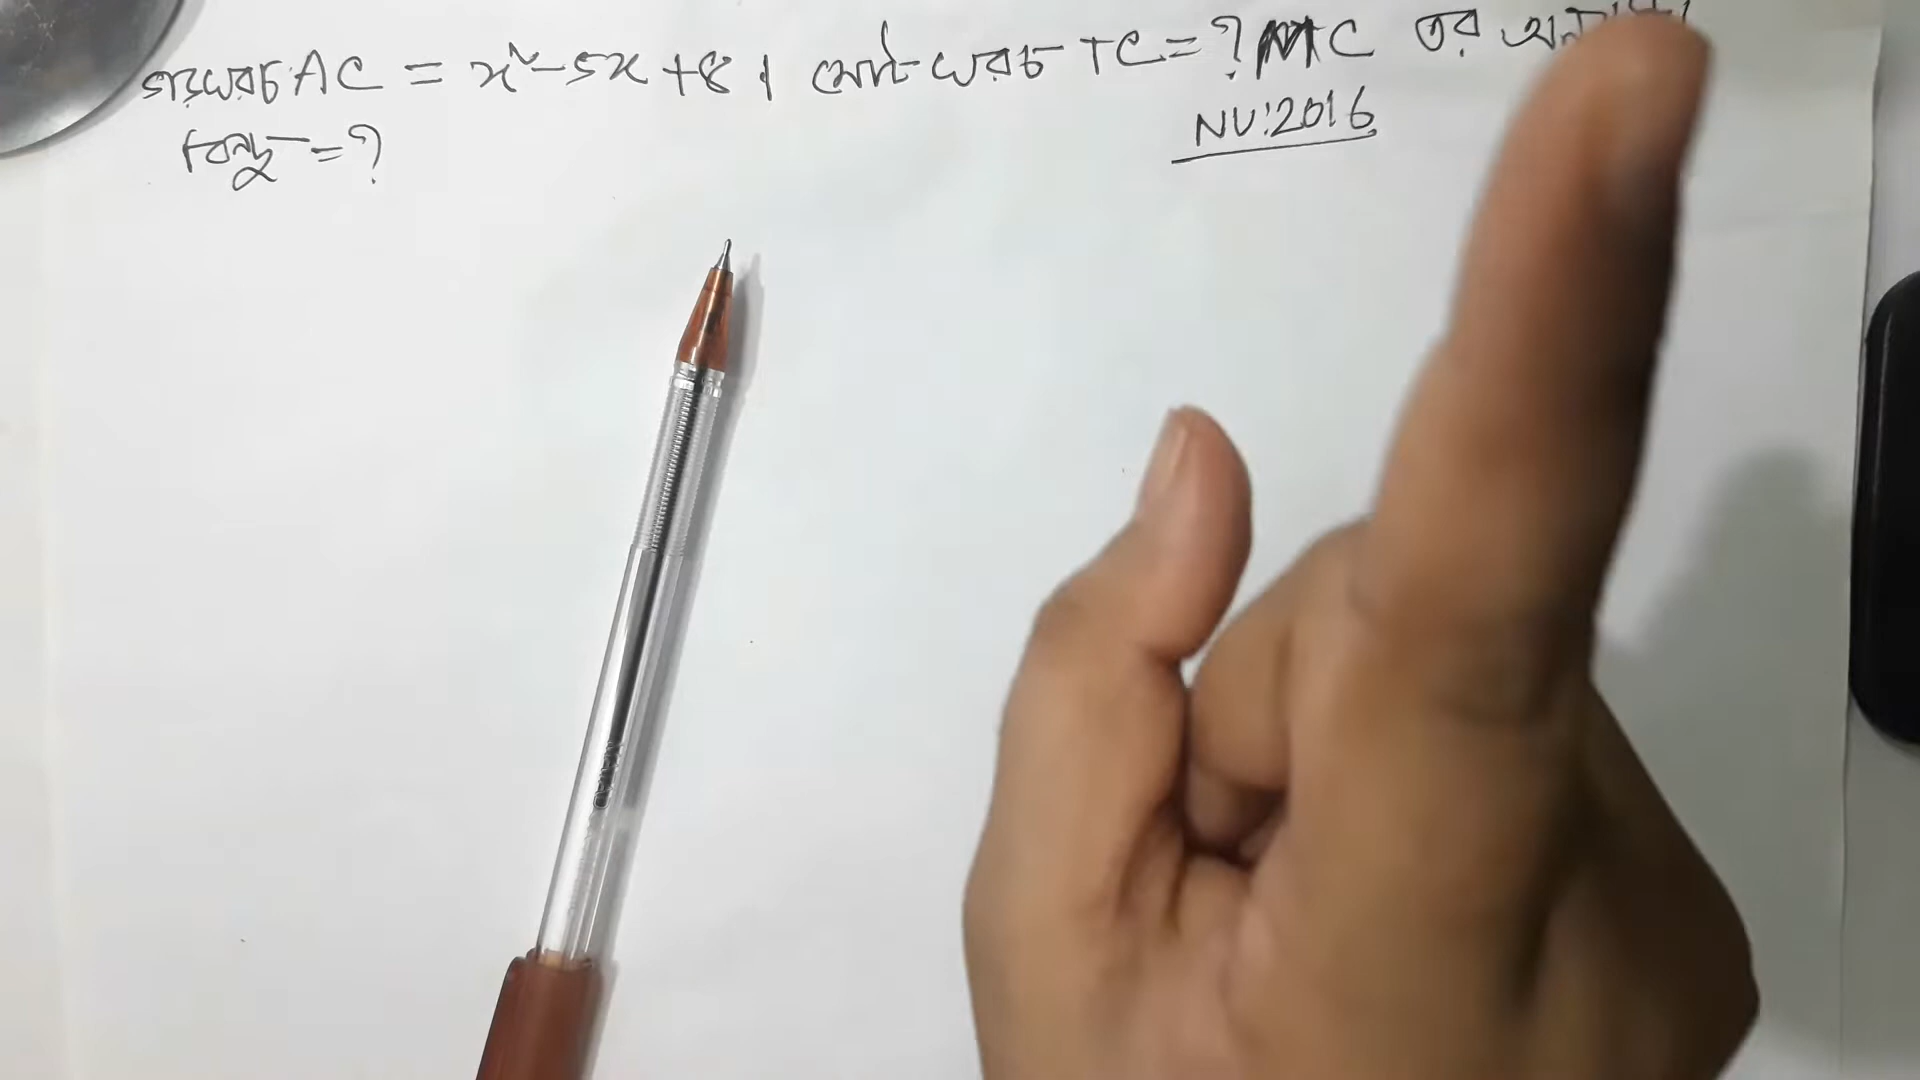 গড়খরচ AC = x² - 5x + 8। মোট খরচ TC = ? MC এর
বিন্দু = ?
NU:2016